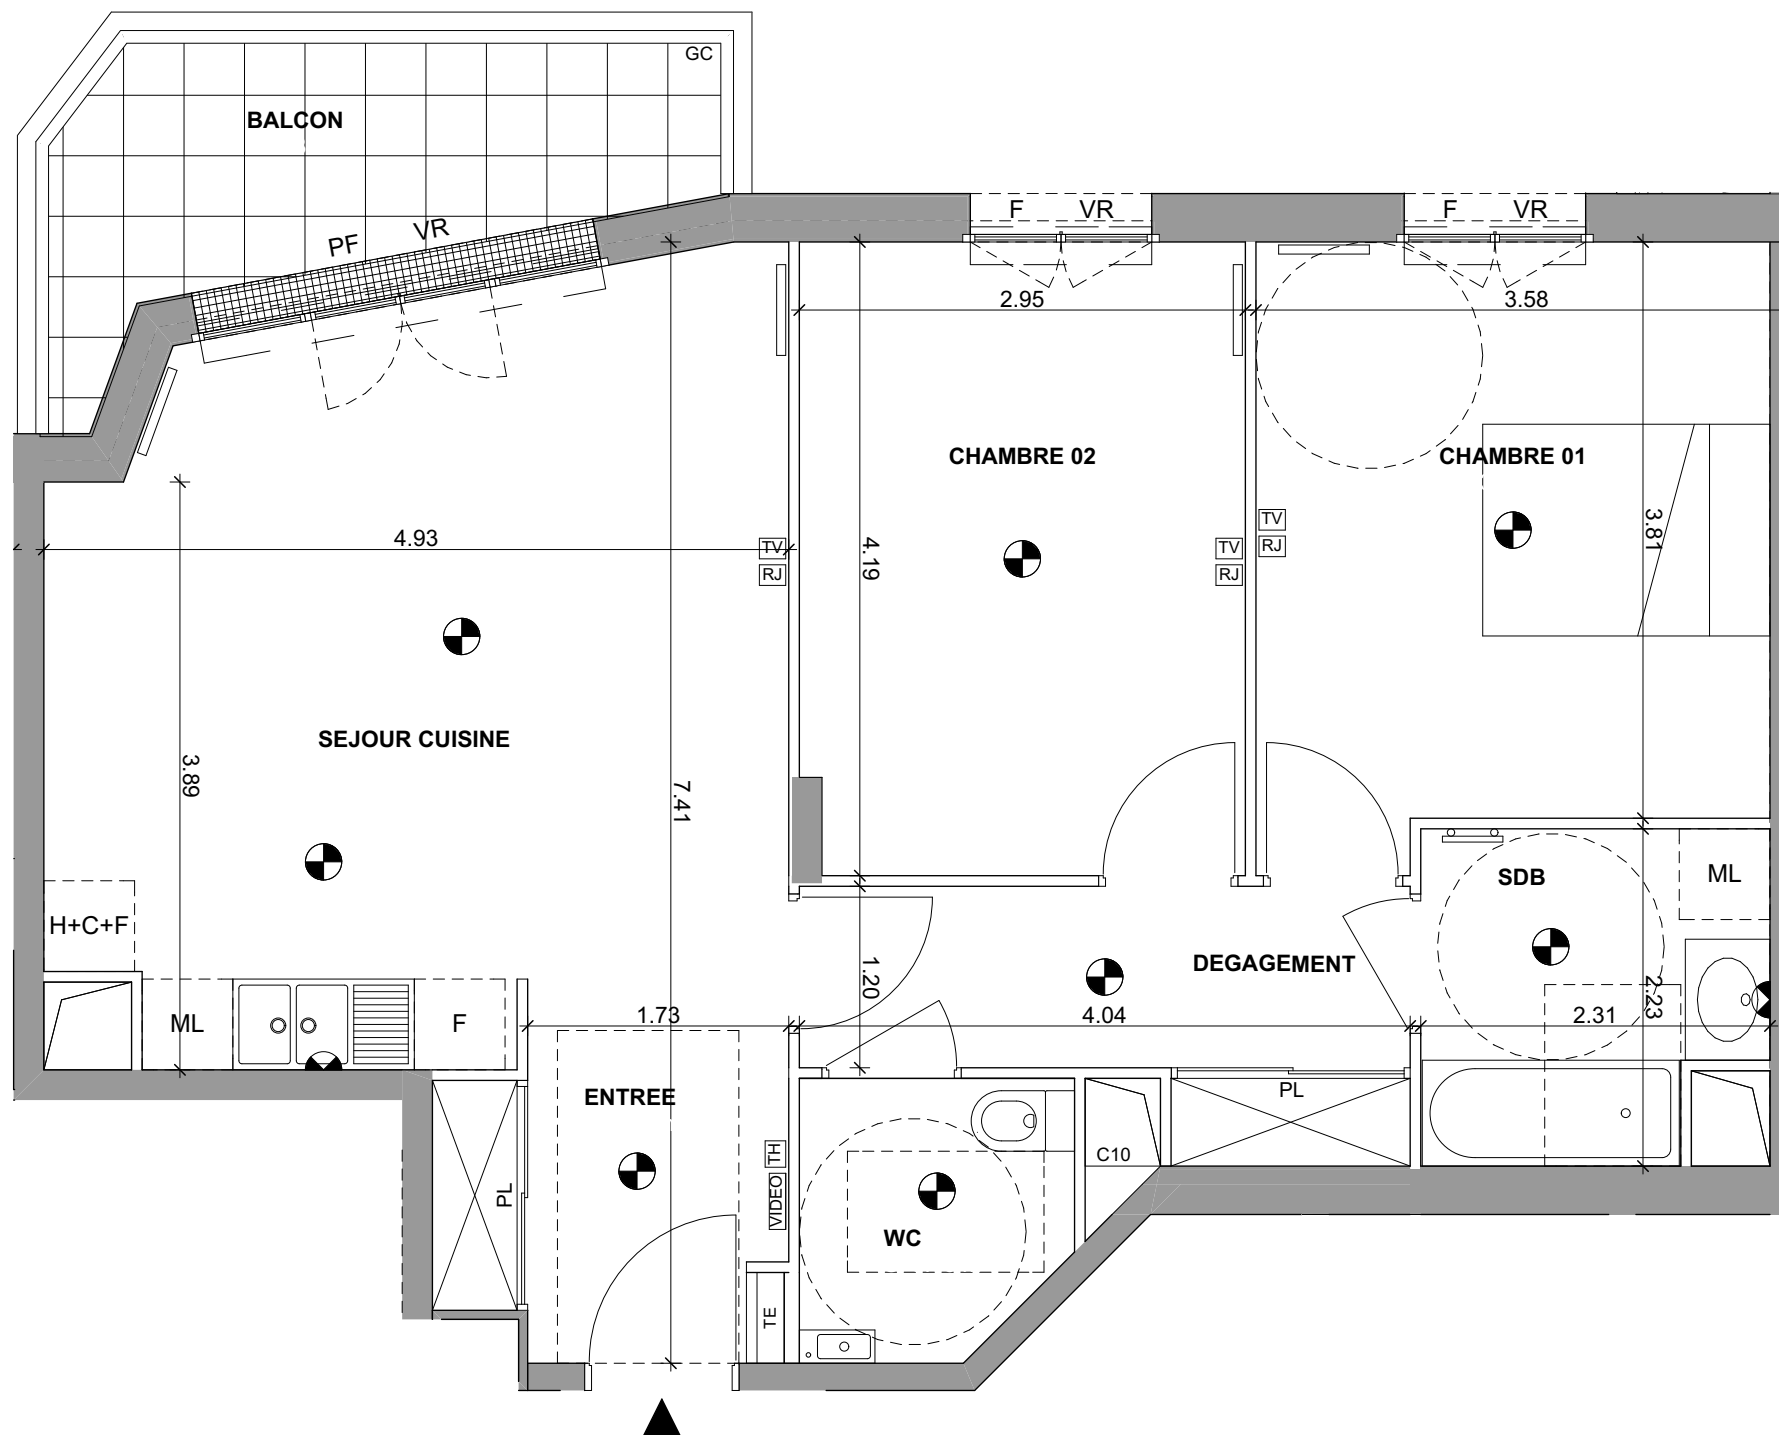 GC
BALCON
PF VR
F VR
F VR
2.95
3.58
CHAMBRE 02
CHAMBRE 01
4.93
TV
RJ
4.19
TV
RJ
TV
RJ
3.81
SEJOUR CUISINE
3.89
7.41
H+C+F
SDB
ML
1.20
DEGAGEMENT
2.23
ML
F
1.73
4.04
2.31
ENTREE
PL
TH
VIDEO
C10
PL
WC
TE